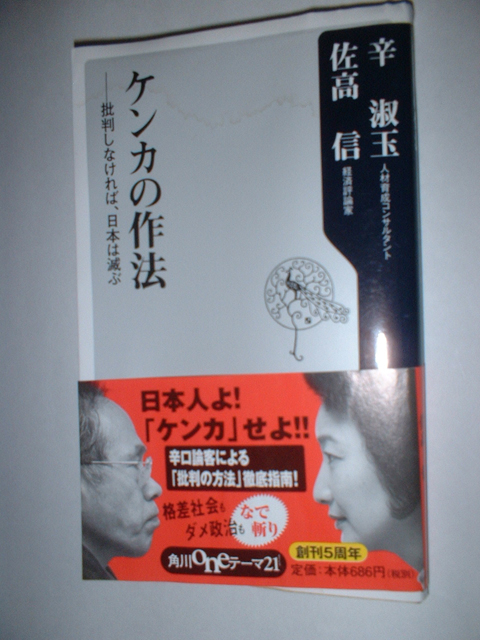 辛 淑玉
人材育成コンサルタント
佐高 信
経済評論家
ケンカの作法
――批判しなければ、日本は滅ぶ
日本人よ!
「ケンカ」せよ!!
辛口論客による
「批判の方法」徹底指南!
格差社会も
ダメ政治も
なで
斬り
角川oneテーマ21
創刊5周年
定価:本体686円(税別)